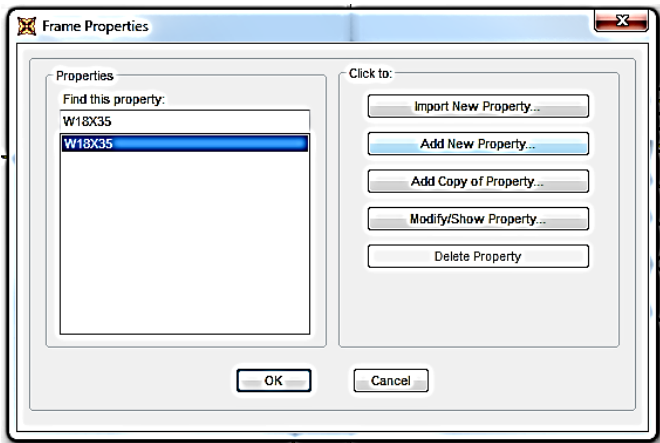 Frame Properties
Properties
Find this property:
W18X35
W18X35
Click to:
Import New Property...
Add New Property...
Add Copy of Property...
Modify/Show Property...
Delete Property
OK
Cancel